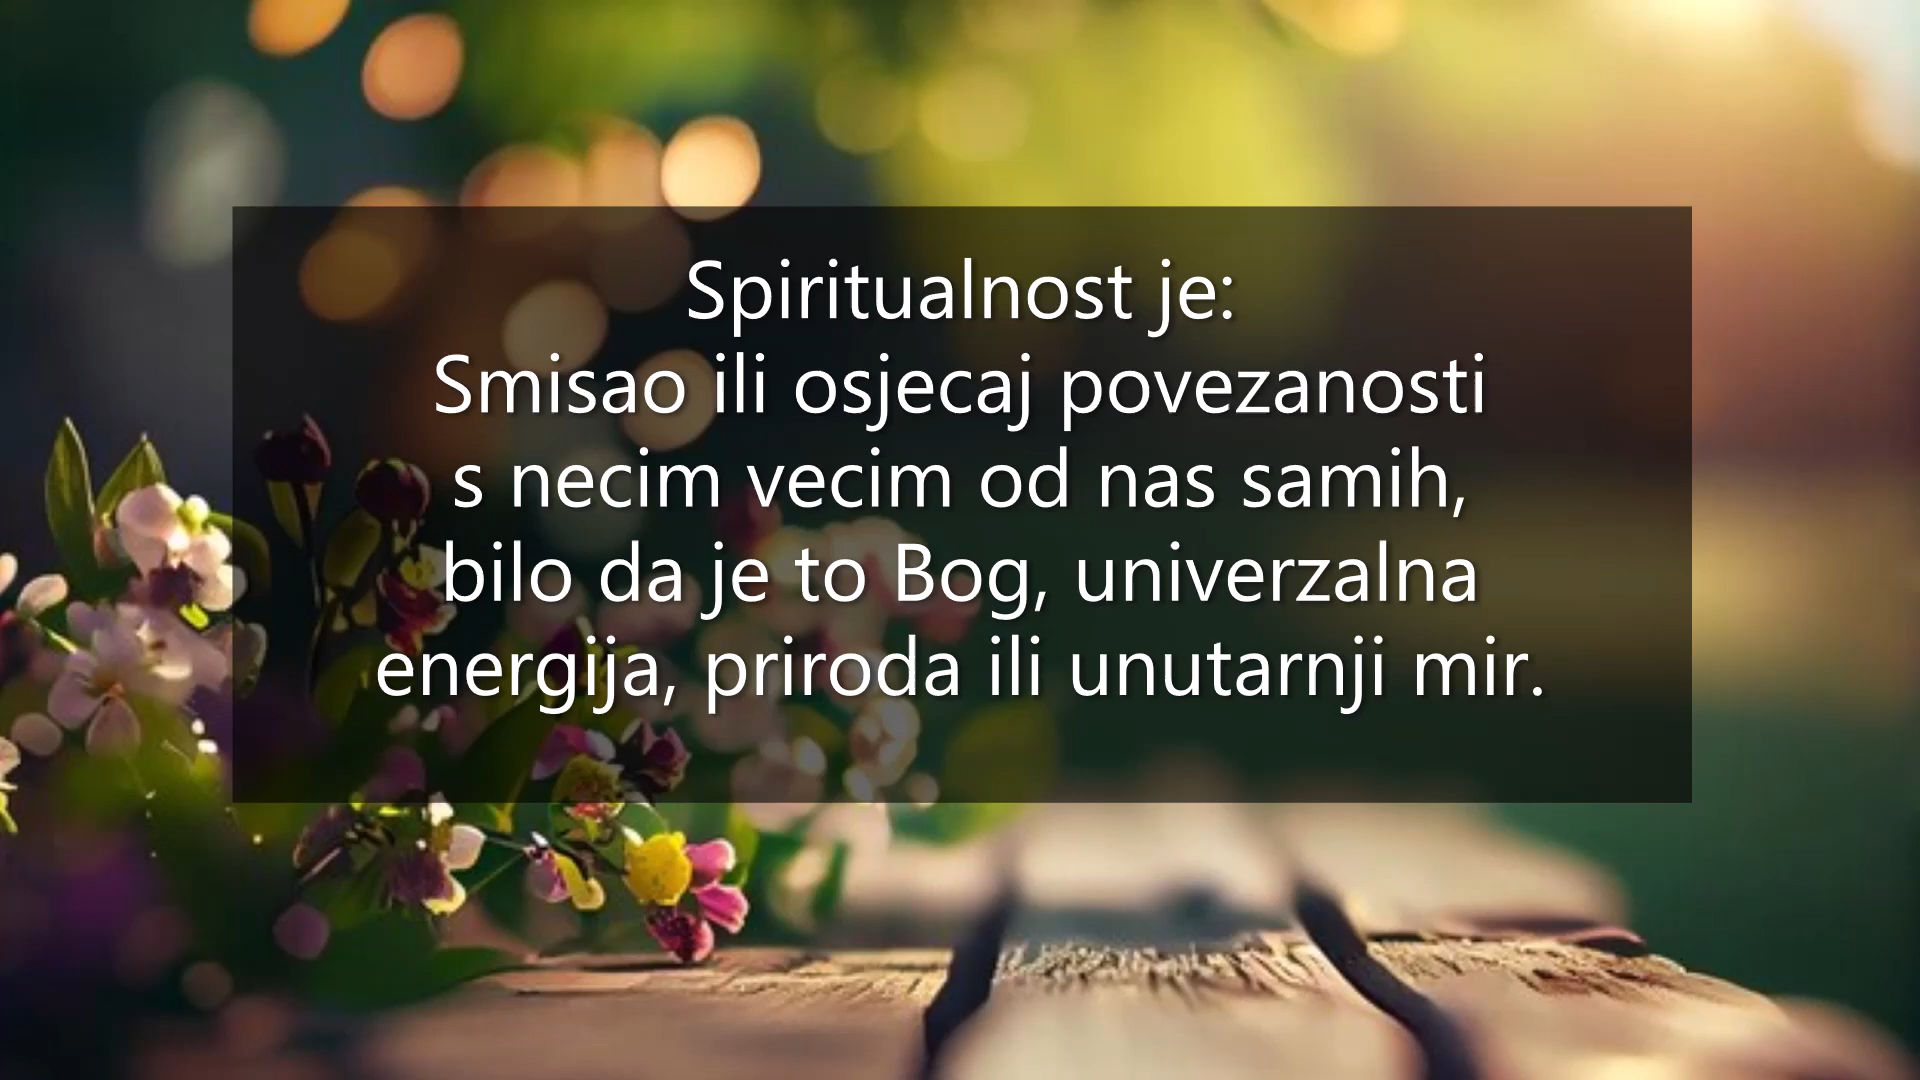 Spiritualnost je:
Smisao ili osjecaj povezanosti
s necim vecim od nas samih,
bilo da je to Bog, univerzalna
energija, priroda ili unutarnji mir.